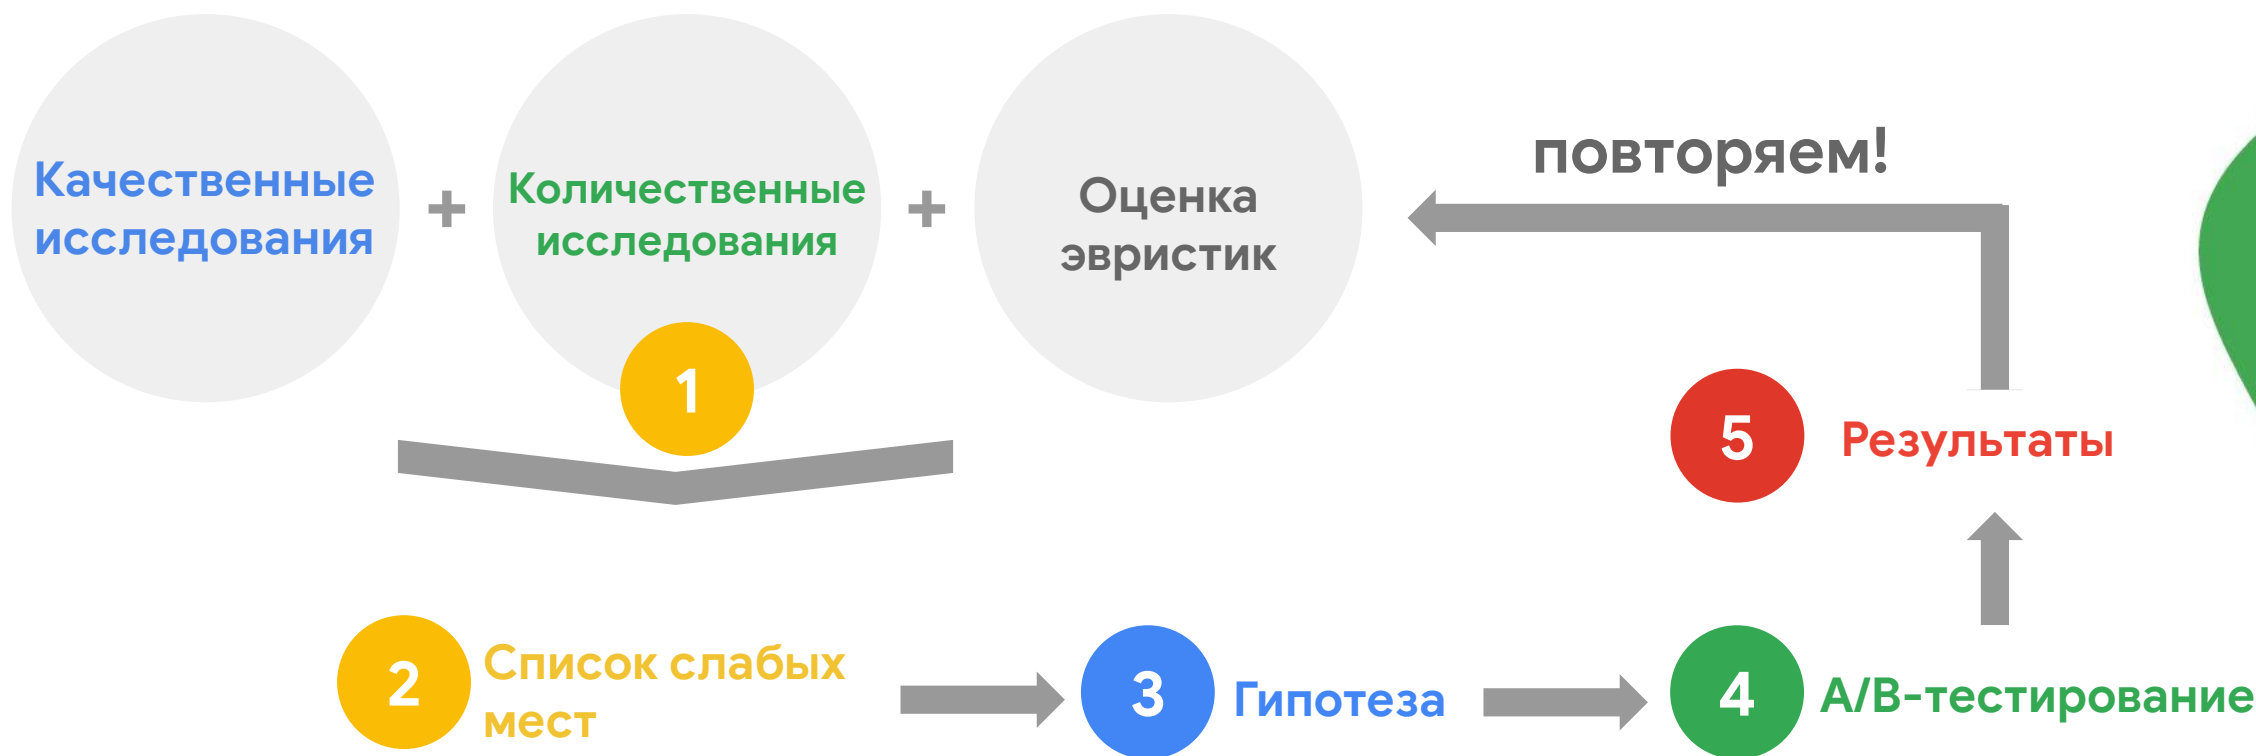 Качественные
исследования
+
Количественные
исследования
+
Оценка
эвристик
повторяем!
1
5
Результаты
2
Список слабых
мест
3
Гипотеза
4
A/B-тестирование